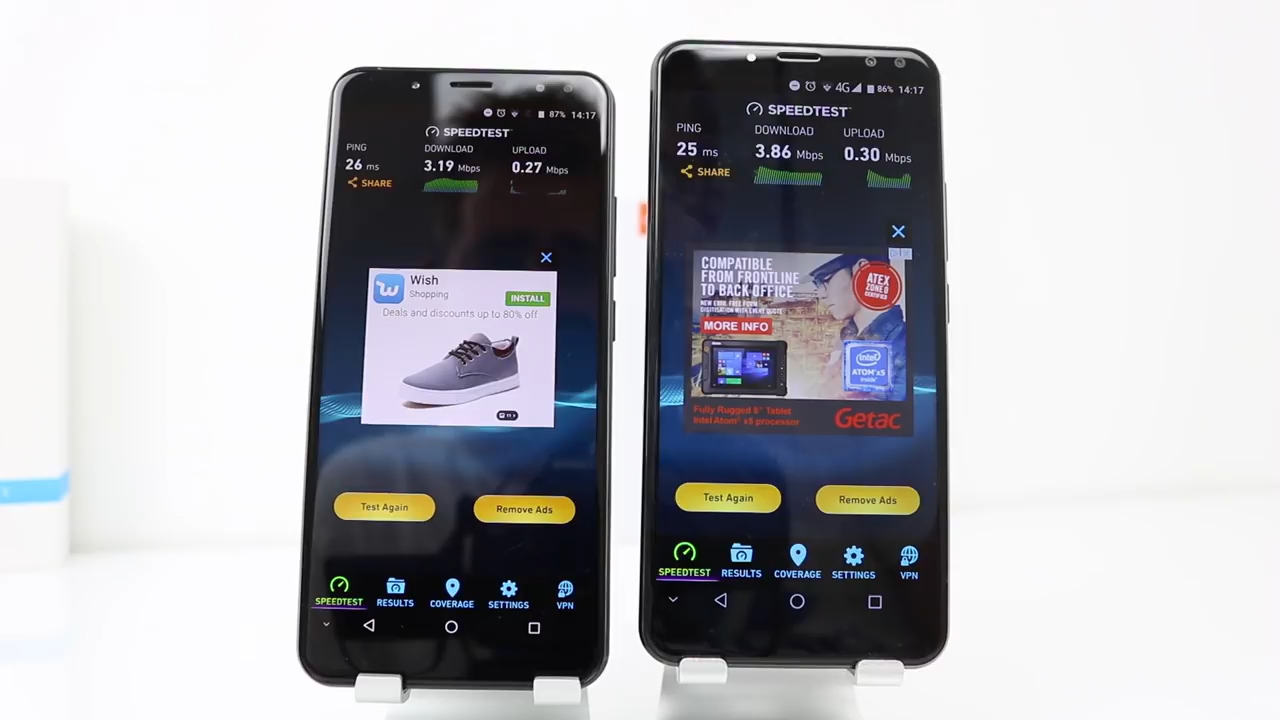 87% 14:17
SPEEDTEST
PING
DOWNLOAD
UPLOAD
26 ms
3.19 Mbps
0.27 Mbps
SHARE
Wish
Shopping
INSTALL
Deals and discounts up to 80% off
Test Again
Remove Ads
SPEEDTEST
RESULTS
COVERAGE
SETTINGS
VPN
4G 86% 14:17
SPEEDTEST
PING
DOWNLOAD
UPLOAD
25 ms
3.86 Mbps
0.30 Mbps
SHARE
COMPATIBLE
FROM FRONTLINE
TO BACK OFFICE
DIGITISATION WITH EVERY QUOTE
MORE INFO
ATEX
ZONE
CERTIFIED
intel
ATOM x5
inside
Fully Rugged 8" Tablet
Intel Atom® x5 processor
Getac
Test Again
Remove Ads
SPEEDTEST
RESULTS
COVERAGE
SETTINGS
VPN